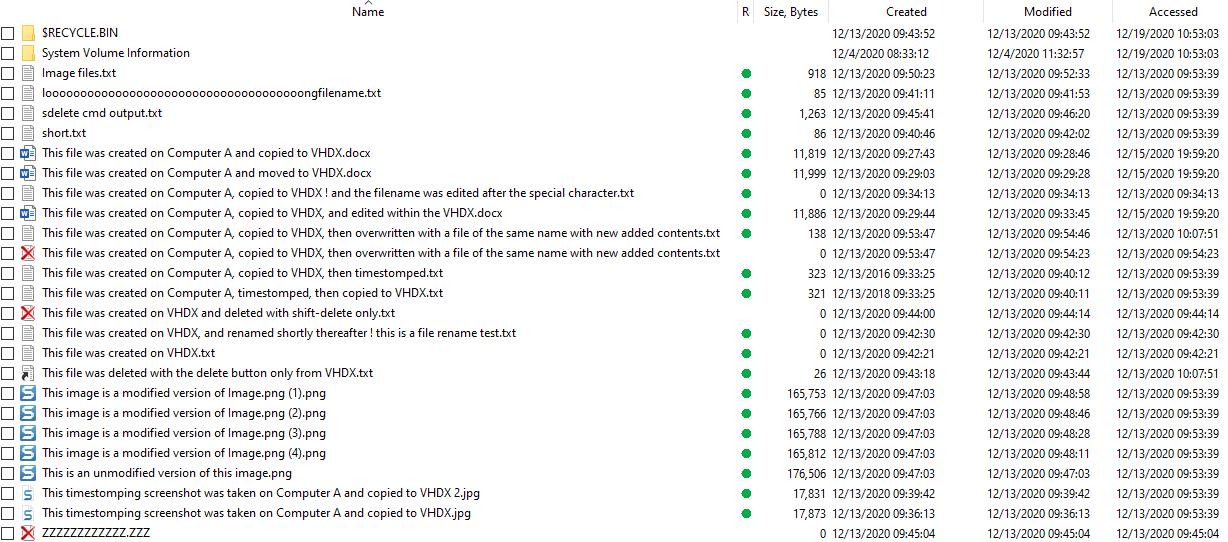 Name R Size, Bytes Created Modified Accessed
$RECYCLE.BIN 12/13/2020 09:43:52 12/13/2020 09:43:52 12/19/2020 10:53:03
System Volume Information 12/4/2020 08:33:12 12/4/2020 11:32:57 12/19/2020 10:53:03
Image files.txt 918 12/13/2020 09:50:23 12/13/2020 09:52:33 12/13/2020 09:53:39
looooooooooooooooooooooooooooooooooooongfilename.txt 85 12/13/2020 09:41:11 12/13/2020 09:41:53 12/13/2020 09:53:39
sdelete cmd output.txt 1,263 12/13/2020 09:45:41 12/13/2020 09:46:20 12/13/2020 09:53:39
short.txt 86 12/13/2020 09:40:46 12/13/2020 09:42:02 12/13/2020 09:53:39
This file was created on Computer A and copied to VHDX.docx 11,819 12/13/2020 09:27:43 12/13/2020 09:28:46 12/15/2020 19:59:20
This file was created on Computer A and moved to VHDX.docx 11,999 12/13/2020 09:29:03 12/13/2020 09:29:28 12/15/2020 19:59:20
This file was created on Computer A, copied to VHDX ! and the filename was edited after the special character.txt 0 12/13/2020 09:34:13 12/13/2020 09:34:13 12/13/2020 09:34:13
This file was created on Computer A, copied to VHDX, and edited within the VHDX.docx 11,886 12/13/2020 09:29:44 12/13/2020 09:33:45 12/15/2020 19:59:20
This file was created on Computer A, copied to VHDX, then overwritten with a file of the same name with new added contents.txt 138 12/13/2020 09:53:47 12/13/2020 09:54:46 12/13/2020 10:07:51
This file was created on Computer A, copied to VHDX, then overwritten with a file of the same name with new added contents.txt 0 12/13/2020 09:53:47 12/13/2020 09:54:23 12/13/2020 09:54:23
This file was created on Computer A, copied to VHDX, then timestomped.txt 323 12/13/2016 09:33:25 12/13/2020 09:40:12 12/13/2020 09:53:39
This file was created on Computer A, timestomped, then copied to VHDX.txt 321 12/13/2018 09:33:25 12/13/2020 09:40:11 12/13/2020 09:53:39
This file was created on VHDX and deleted with shift-delete only.txt 0 12/13/2020 09:44:00 12/13/2020 09:44:14 12/13/2020 09:44:14
This file was created on VHDX, and renamed shortly thereafter ! this is a file rename test.txt 0 12/13/2020 09:42:30 12/13/2020 09:42:30 12/13/2020 09:42:30
This file was created on VHDX.txt 0 12/13/2020 09:42:21 12/13/2020 09:42:21 12/13/2020 09:42:21
This file was deleted with the delete button only from VHDX.txt 26 12/13/2020 09:43:18 12/13/2020 09:43:44 12/13/2020 10:07:51
This image is a modified version of Image.png (1).png 165,753 12/13/2020 09:47:03 12/13/2020 09:48:58 12/13/2020 09:53:39
This image is a modified version of Image.png (2).png 165,766 12/13/2020 09:47:03 12/13/2020 09:48:46 12/13/2020 09:53:39
This image is a modified version of Image.png (3).png 165,788 12/13/2020 09:47:03 12/13/2020 09:48:28 12/13/2020 09:53:39
This image is a modified version of Image.png (4).png 165,812 12/13/2020 09:47:03 12/13/2020 09:48:11 12/13/2020 09:53:39
This is an unmodified version of this image.png 176,506 12/13/2020 09:47:03 12/13/2020 09:47:03 12/13/2020 09:53:39
This timestomping screenshot was taken on Computer A and copied to VHDX 2.jpg 17,831 12/13/2020 09:39:42 12/13/2020 09:39:42 12/13/2020 09:53:39
This timestomping screenshot was taken on Computer A and copied to VHDX.jpg 17,873 12/13/2020 09:36:13 12/13/2020 09:36:13 12/13/2020 09:53:39
ZZZZZZZZZZZZ.ZZZ 0 12/13/2020 09:45:04 12/13/2020 09:45:04 12/13/2020 09:45:04